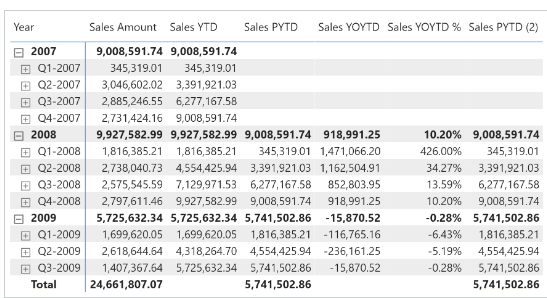 Year Sales Amount Sales YTD Sales PYTD Sales YOYTD Sales YOYTD % Sales PYTD (2)
2007 9,008,591.74 9,008,591.74
Q1-2007 345,319.01 345,319.01
Q2-2007 3,046,602.02 3,391,921.03
Q3-2007 2,885,246.55 6,277,167.58
Q4-2007 2,731,424.16 9,008,591.74
2008 9,927,582.99 9,927,582.99 9,008,591.74 918,991.25 10.20% 9,008,591.74
Q1-2008 1,816,385.21 1,816,385.21 345,319.01 1,471,066.20 426.00% 345,319.01
Q2-2008 2,738,040.73 4,554,425.94 3,391,921.03 1,162,504.91 34.27% 3,391,921.03
Q3-2008 2,575,545.59 7,129,971.53 6,277,167.58 852,803.95 13.59% 6,277,167.58
Q4-2008 2,797,611.46 9,927,582.99 9,008,591.74 918,991.25 10.20% 9,008,591.74
2009 5,725,632.34 5,725,632.34 5,741,502.86 -15,870.52 -0.28% 5,741,502.86
Q1-2009 1,699,620.05 1,699,620.05 1,816,385.21 -116,765.16 -6.43% 1,816,385.21
Q2-2009 2,618,644.64 4,318,264.70 4,554,425.94 -236,161.25 -5.19% 4,554,425.94
Q3-2009 1,407,367.64 5,725,632.34 5,741,502.86 -15,870.52 -0.28% 5,741,502.86
Total 24,661,807.07 5,741,502.86 5,741,502.86